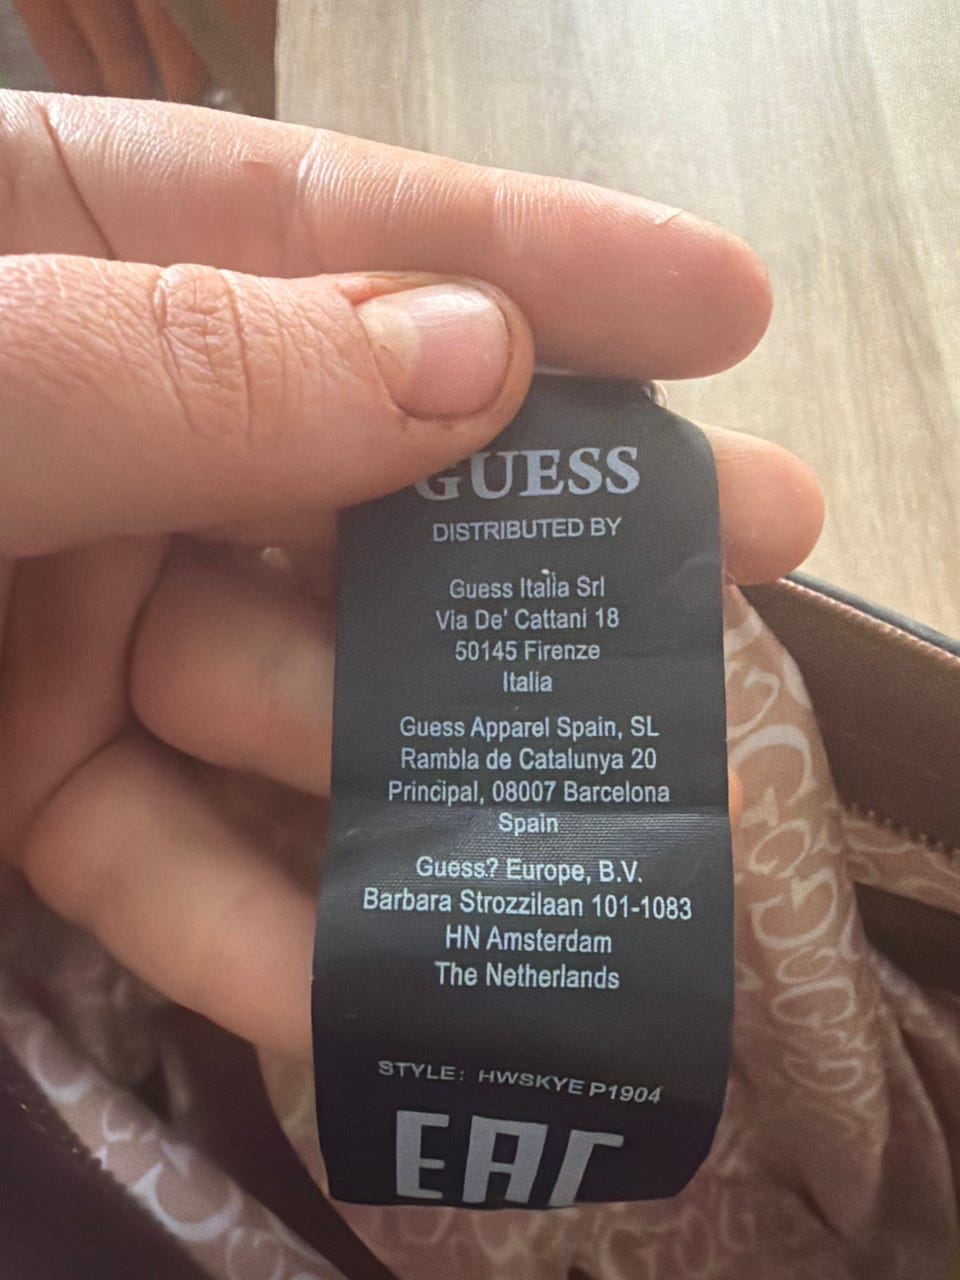 GUESS
DISTRIBUTED BY
Guess Italia Srl
Via De' Cattani 18
50145 Firenze
Italia
Guess Apparel Spain, SL
Rambla de Catalunya 20
Principal, 08007 Barcelona
Spain
Guess? Europe, B.V.
Barbara Strozzilaan 101-1083
HN Amsterdam
The Netherlands
STYLE: HWSKYE P1904
EAC